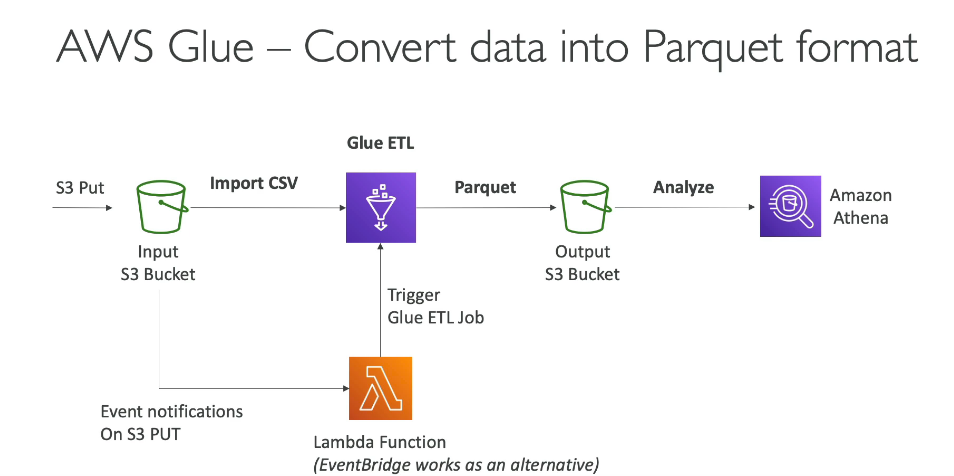 AWS Glue – Convert data into Parquet format
Glue ETL
S3 Put
Import CSV
Parquet
Analyze
Amazon
Athena
Input
S3 Bucket
Output
S3 Bucket
Trigger
Glue ETL Job
Event notifications
On S3 PUT
Lambda Function
(EventBridge works as an alternative)